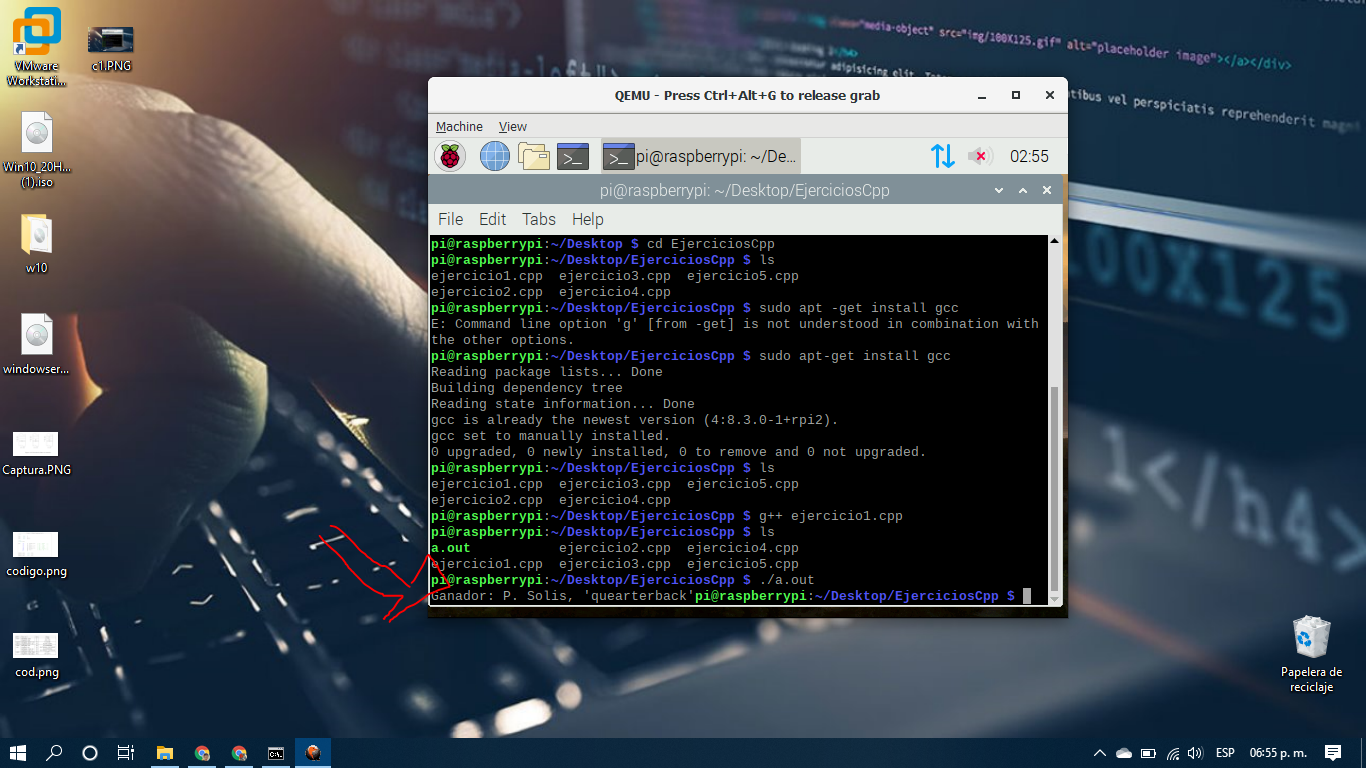 VMware
Workstati...
c1.PNG
Win10_20H...
(1).iso
w10
windowser...
Captura.PNG
codigo.png
cod.png
media-object" src="img/100X125.gif" alt="placeholder image"></a></div>
adipisicing elit.
tibus vel perspiciatis reprehenderit magni
100X125
1</h4>
QEMU - Press Ctrl+Alt+G to release grab
Machine View
pi@raspberrypi: ~/De... 02:55
pi@raspberrypi: ~/Desktop/EjerciciosCpp
File Edit Tabs Help
pi@raspberrypi:~/Desktop $ cd EjerciciosCpp
pi@raspberrypi:~/Desktop/EjerciciosCpp $ ls
ejercicio1.cpp ejercicio3.cpp ejercicio5.cpp
ejercicio2.cpp ejercicio4.cpp
pi@raspberrypi:~/Desktop/EjerciciosCpp $ sudo apt -get install gcc
E: Command line option 'g' [from -get] is not understood in combination with
the other options.
pi@raspberrypi:~/Desktop/EjerciciosCpp $ sudo apt-get install gcc
Reading package lists... Done
Building dependency tree
Reading state information... Done
gcc is already the newest version (4:8.3.0-1+rpi2).
gcc set to manually installed.
0 upgraded, 0 newly installed, 0 to remove and 0 not upgraded.
pi@raspberrypi:~/Desktop/EjerciciosCpp $ ls
ejercicio1.cpp ejercicio3.cpp ejercicio5.cpp
ejercicio2.cpp ejercicio4.cpp
pi@raspberrypi:~/Desktop/EjerciciosCpp $ g++ ejercicio1.cpp
pi@raspberrypi:~/Desktop/EjerciciosCpp $ ls
a.out ejercicio2.cpp ejercicio4.cpp
ejercicio1.cpp ejercicio3.cpp ejercicio5.cpp
pi@raspberrypi:~/Desktop/EjerciciosCpp $ ./a.out
Ganador: P. Solis, 'quearterback'pi@raspberrypi:~/Desktop/EjerciciosCpp $
Papelera de
reciclaje
ESP 06:55 p. m.